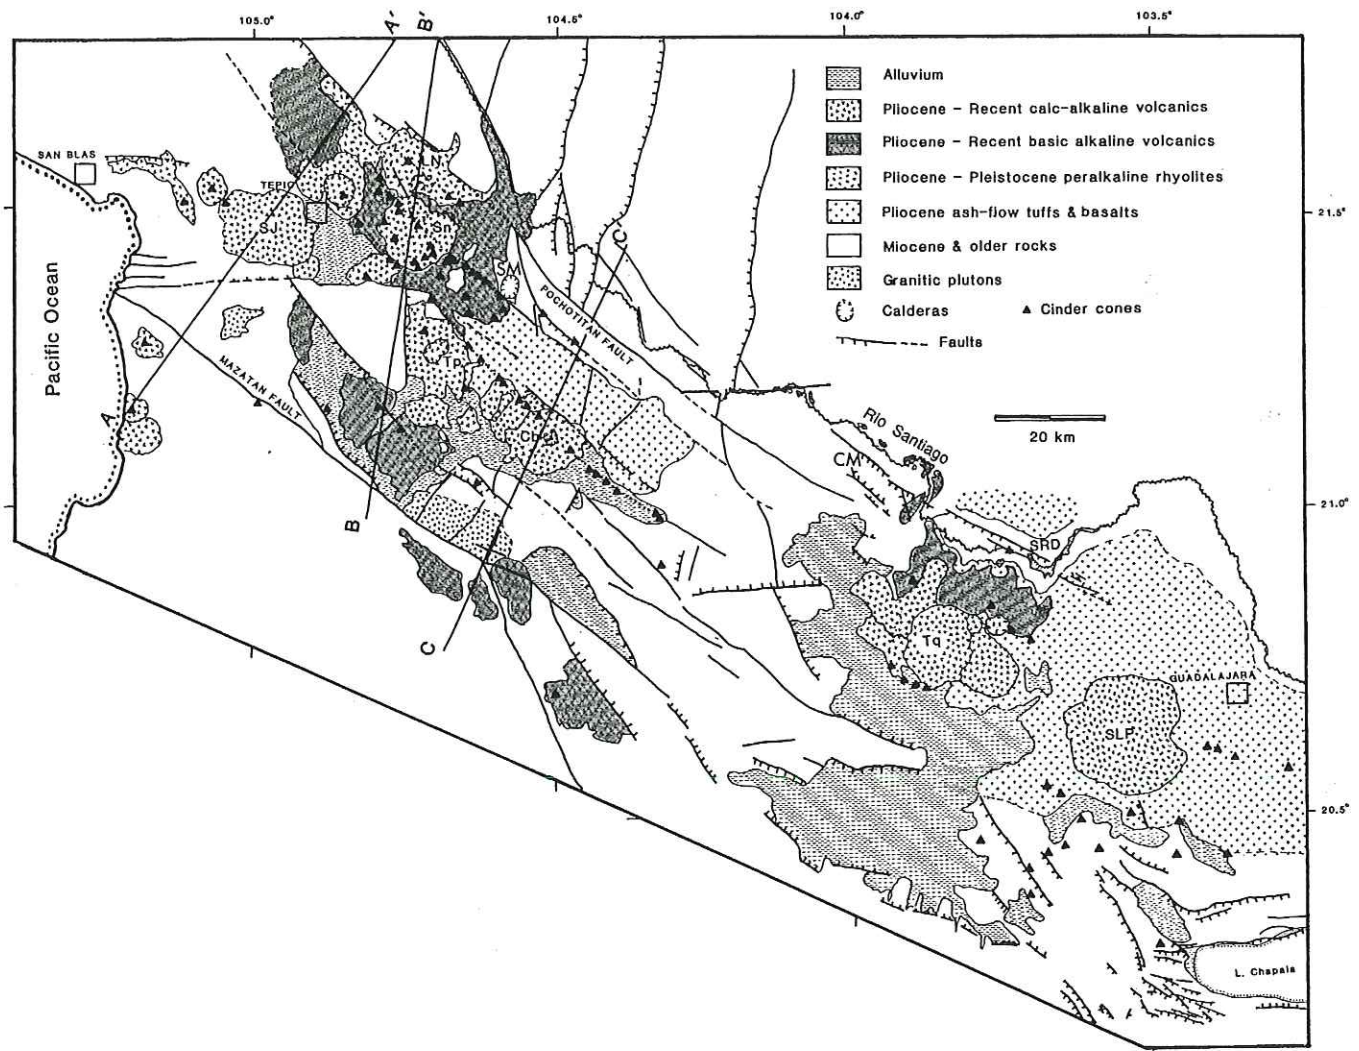 105.0°
104.5°
104.0°
103.5°
A'
B'
Alluvium
Pliocene - Recent calc-alkaline volcanics
Pliocene - Recent basic alkaline volcanics
Pliocene - Pleistocene peralkaline rhyolites
Pliocene ash-flow tuffs & basalts
Miocene & older rocks
Granitic plutons
Calderas
Cinder cones
Faults
SAN BLAS
TEPIC
LN
SJ
Sn
SM
C'
21.5°
Pacific Ocean
POCHOTITAN FAULT
MAZATAN FAULT
Tp
A
Cb
20 km
Rio Santiago
CM
B
21.0°
SRD
C
Tq
GUADALAJARA
SLP
20.5°
L. Chapala